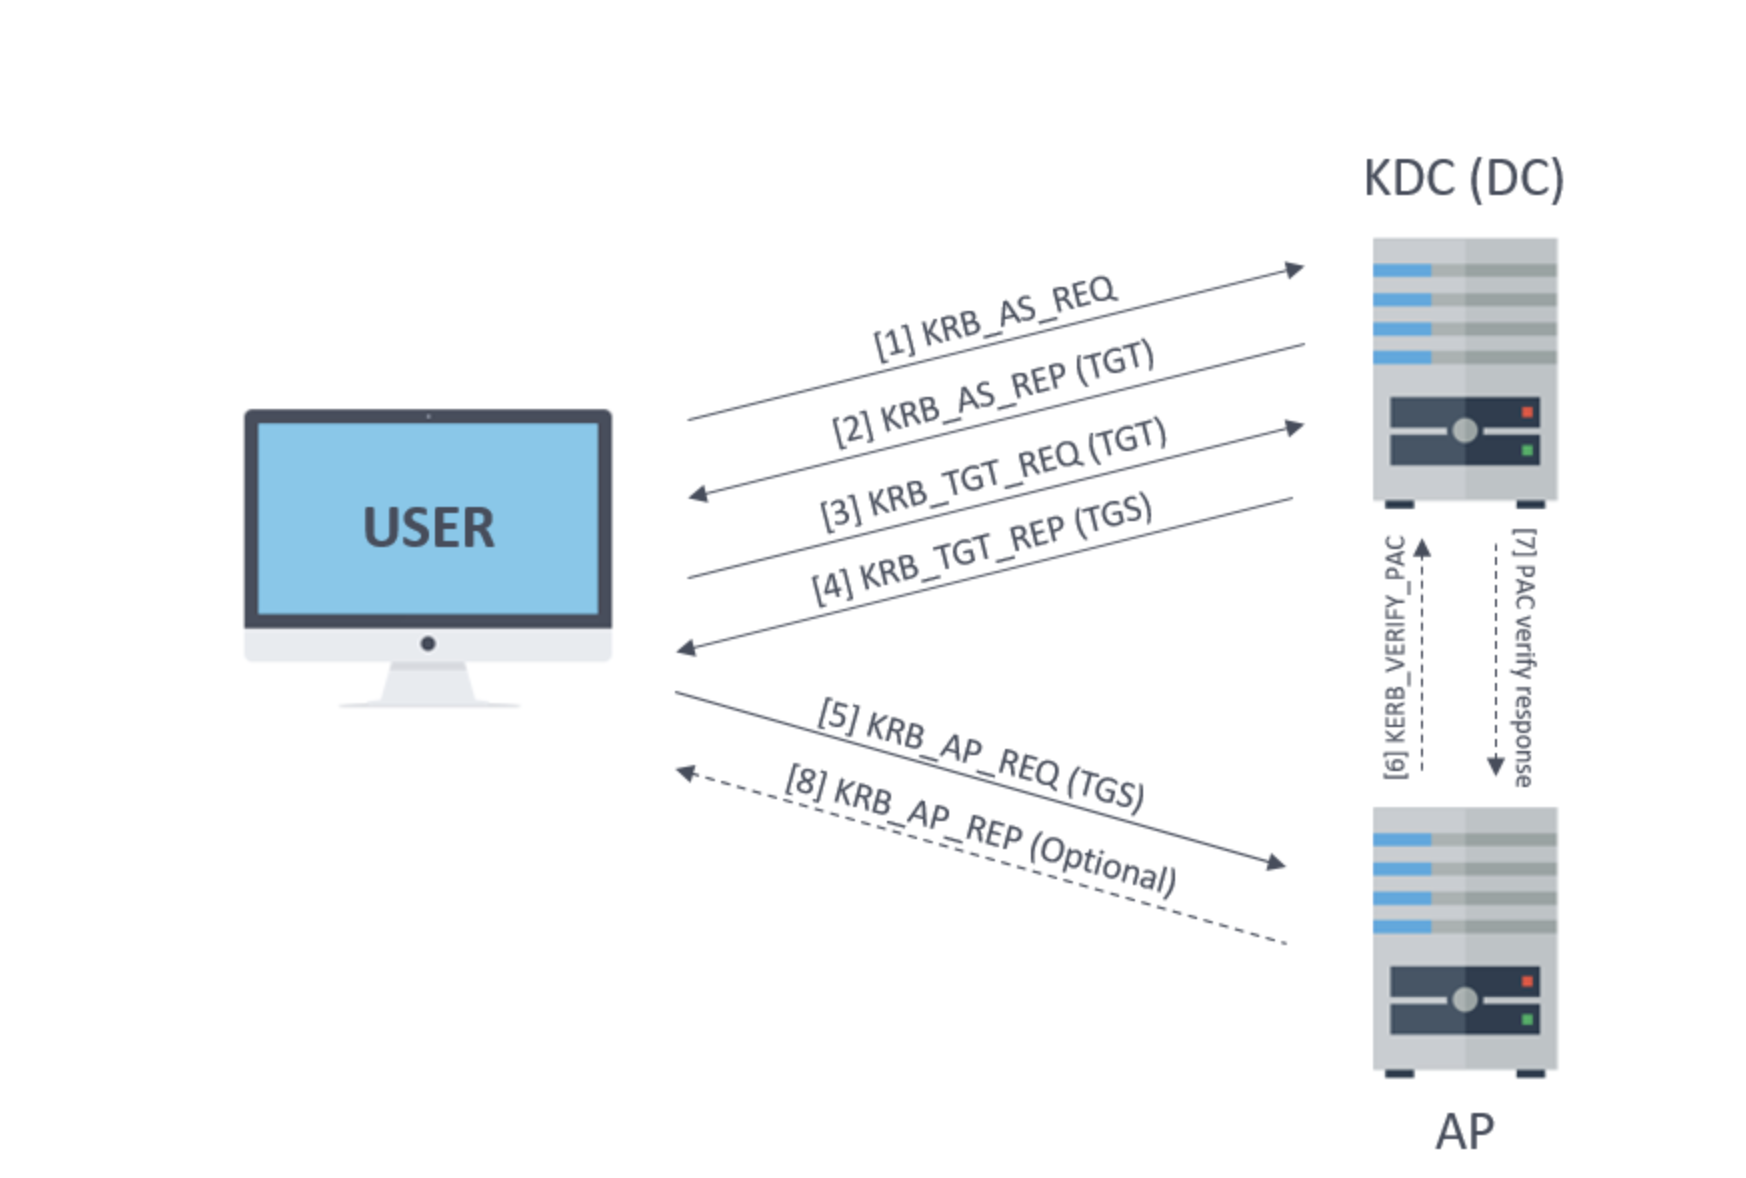 KDC (DC)
[1] KRB_AS_REQ
[2] KRB_AS_REP (TGT)
[3] KRB_TGT_REQ (TGT)
[4] KRB_TGT_REP (TGS)
USER
[5] KRB_AP_REQ (TGS)
[8] KRB_AP_REP (Optional)
[6] KERB_VERIFY_PAC
[7] PAC verify response
AP